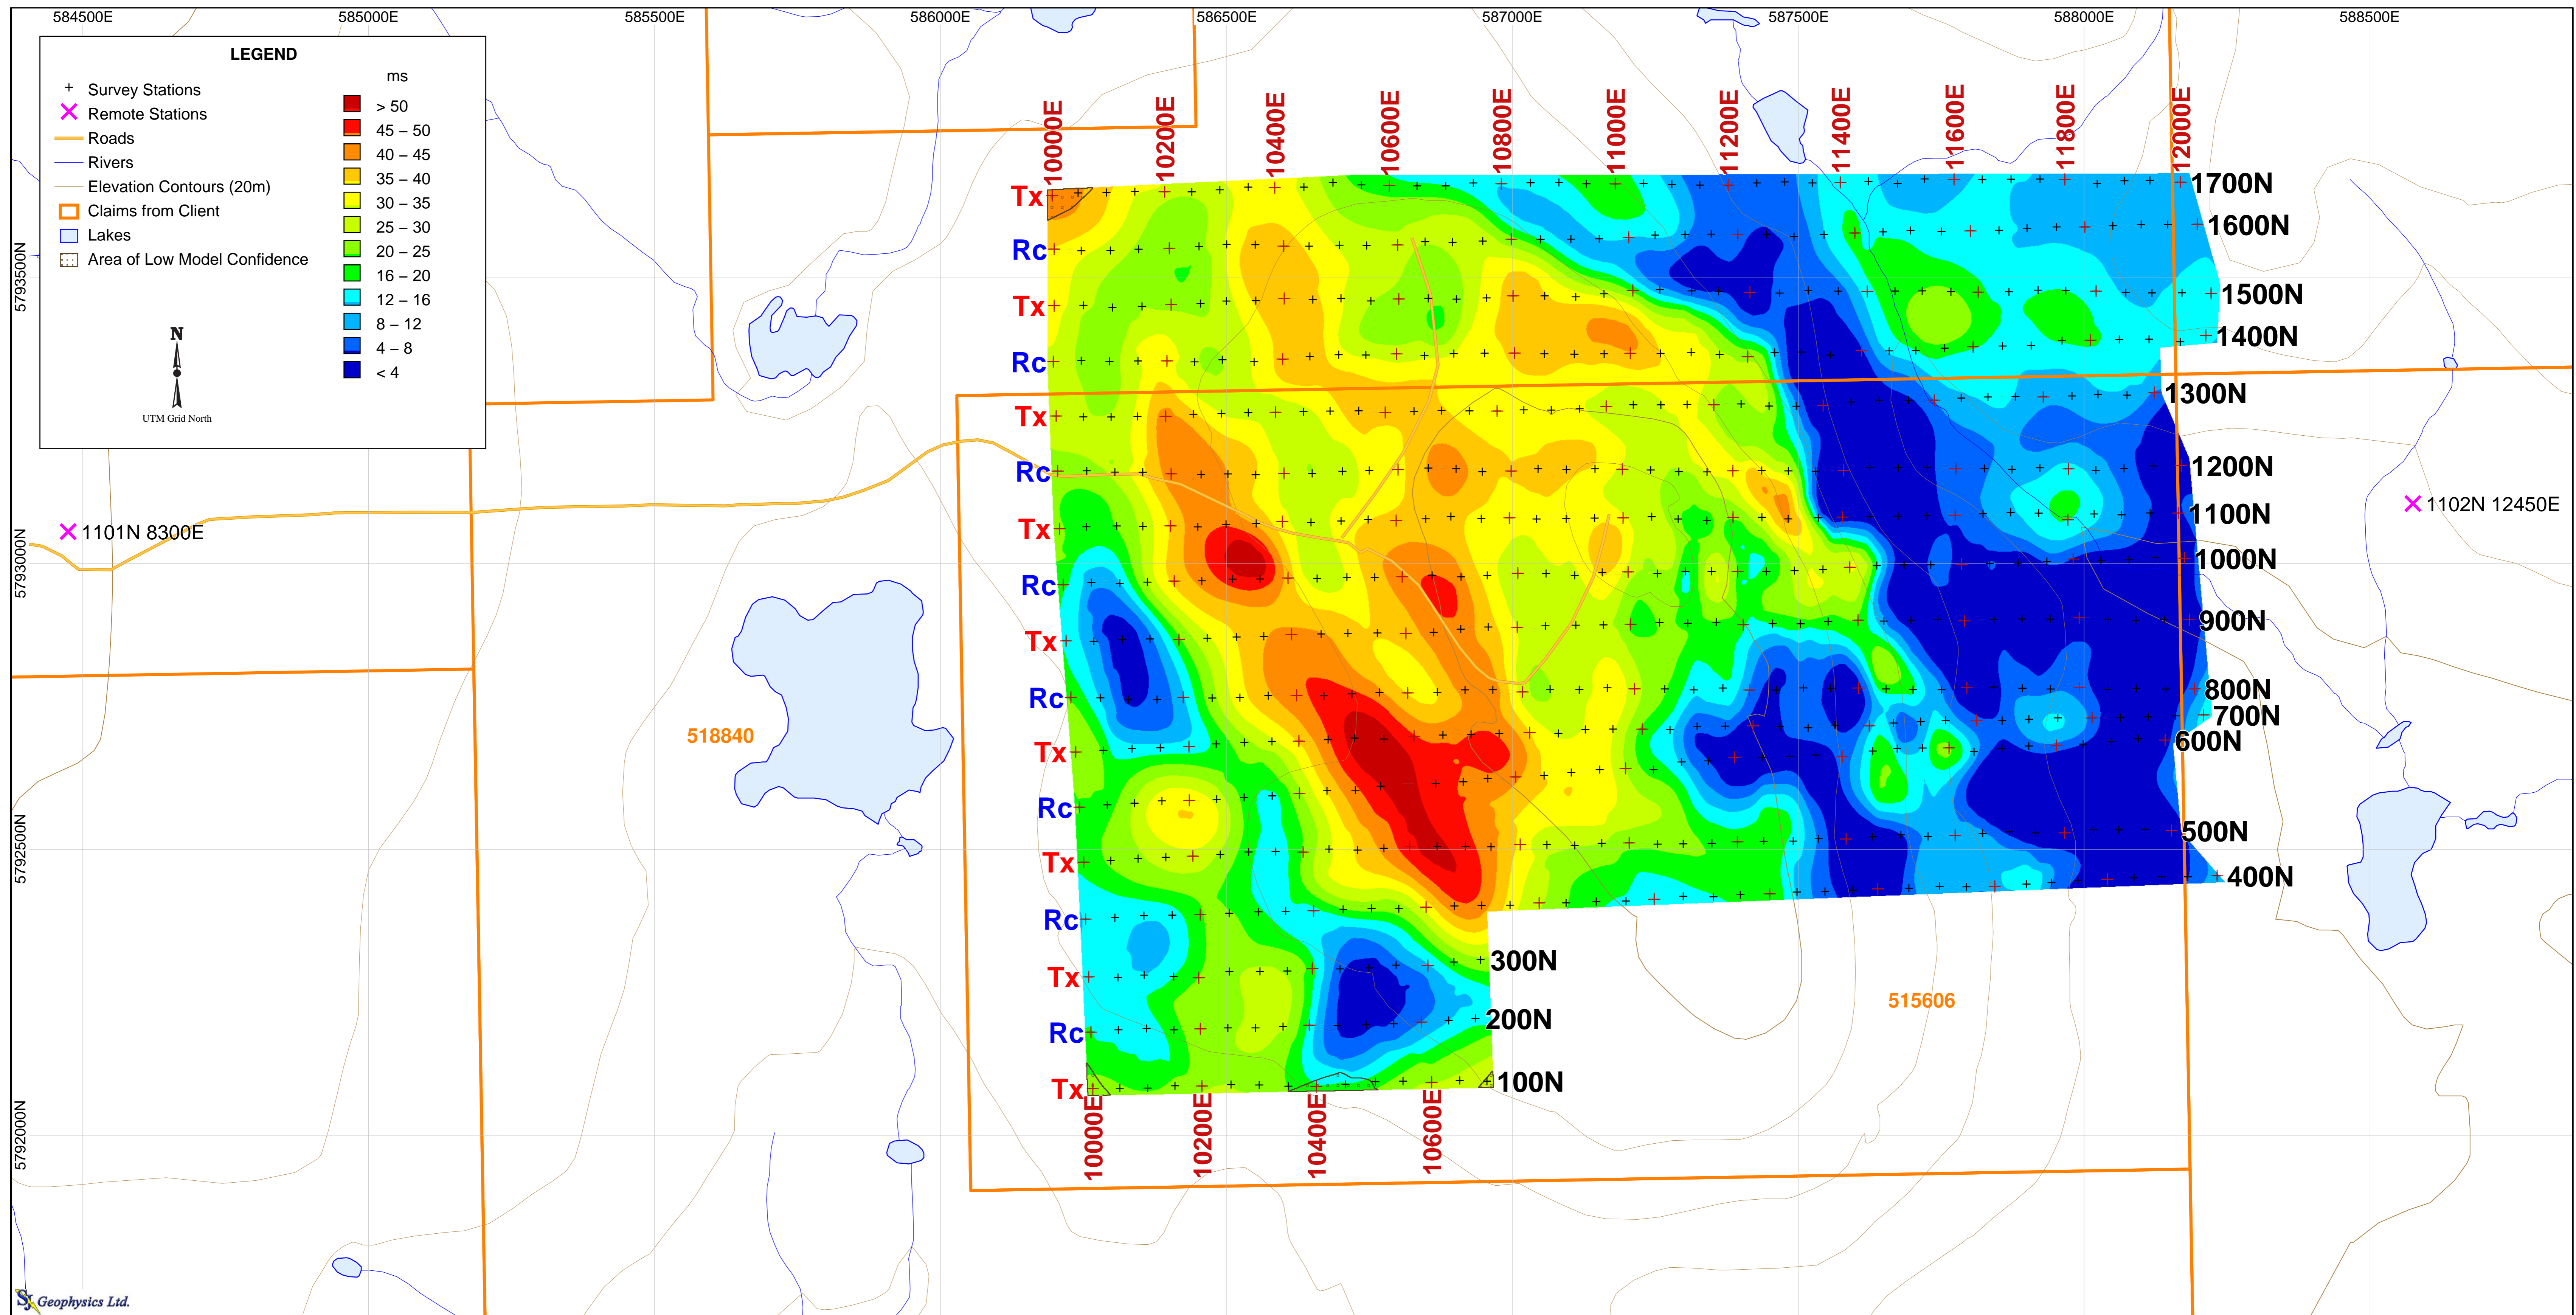 584500E 585000E 585500E 586000E 586500E 587000E 587500E 588000E 588500E
LEGEND
ms
Survey Stations
Remote Stations
Roads
Rivers
Elevation Contours (20m)
Claims from Client
Lakes
Area of Low Model Confidence
> 50
45 – 50
40 – 45
35 – 40
30 – 35
25 – 30
20 – 25
16 – 20
12 – 16
8 – 12
4 – 8
< 4
N
UTM Grid North
10000E 10200E 10400E 10600E 10800E 11000E 11200E 11400E 11600E 11800E 12000E
Tx 1700N
Rc 1600N
5793500N
Tx 1500N
1400N
Rc
1300N
Tx
Rc 1200N
1101N 8300E
1102N 12450E
Tx 1100N
5793000N
1000N
Rc
900N
Tx
Rc 800N
700N
518840
600N
Tx
Rc
500N
5792500N
Tx
400N
Rc
300N
Tx
515606
200N
Rc
100N
Tx
5792000N
10000E 10200E 10400E 10600E
SJ Geophysics Ltd.